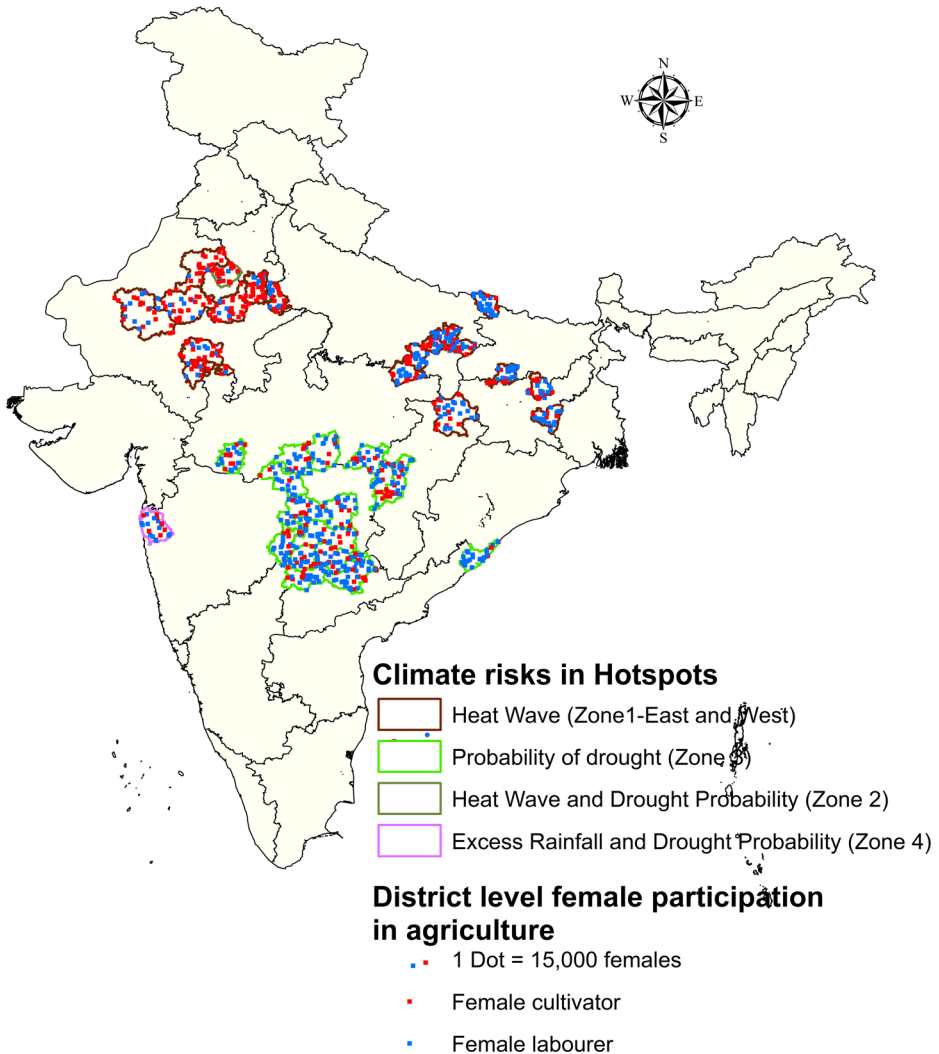 N
W E
S
Climate risks in Hotspots
Heat Wave (Zone1-East and West)
Probability of drought (Zone 3)
Heat Wave and Drought Probability (Zone 2)
Excess Rainfall and Drought Probability (Zone 4)
District level female participation
in agriculture
1 Dot = 15,000 females
Female cultivator
Female labourer